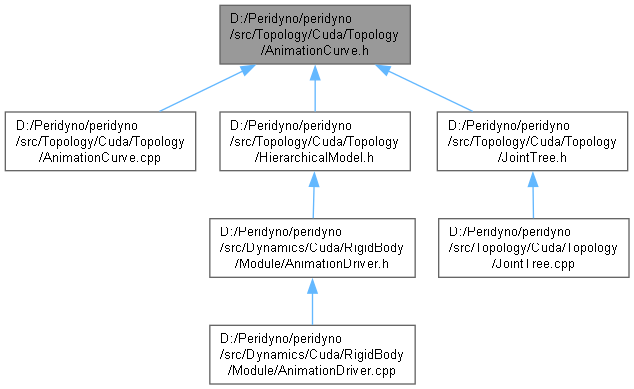 D:/Peridyno/peridyno
/src/Topology/Cuda/Topology
/AnimationCurve.h
D:/Peridyno/peridyno
/src/Topology/Cuda/Topology
/AnimationCurve.cpp
D:/Peridyno/peridyno
/src/Topology/Cuda/Topology
/HierarchicalModel.h
D:/Peridyno/peridyno
/src/Topology/Cuda/Topology
/JointTree.h
D:/Peridyno/peridyno
/src/Dynamics/Cuda/RigidBody
/Module/AnimationDriver.h
D:/Peridyno/peridyno
/src/Topology/Cuda/Topology
/JointTree.cpp
D:/Peridyno/peridyno
/src/Dynamics/Cuda/RigidBody
/Module/AnimationDriver.cpp